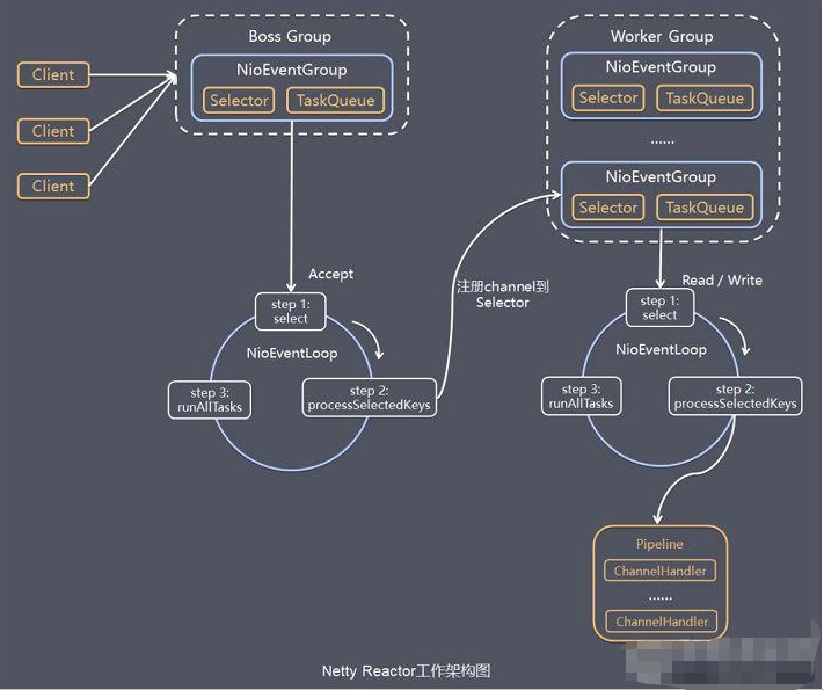 Boss Group
NioEventGroup
Selector
TaskQueue
Client
Client
Client
Worker Group
NioEventGroup
Selector
TaskQueue
......
NioEventGroup
Selector
TaskQueue
Accept
step 1:
select
NioEventLoop
step 2:
processSelectedKeys
step 3:
runAllTasks
注册channel到
Selector
Read / Write
step 1:
select
NioEventLoop
step 2:
processSelectedKeys
step 3:
runAllTasks
Pipeline
ChannelHandler
......
ChannelHandler
Netty Reactor工作架构图